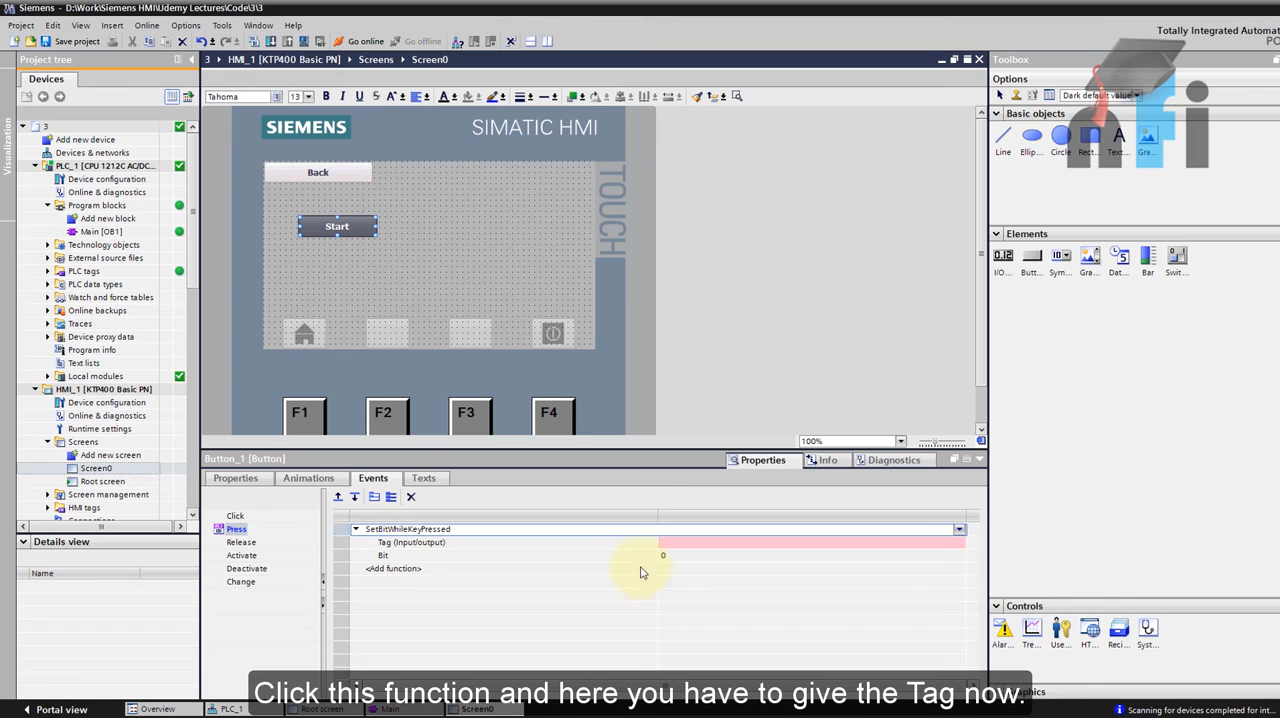 Siemens - D:\Work\Siemens HMI\Udemy Lectures\Code\3\3
Project Edit View Insert Online Options Tools Window Help
Totally Integrated Automat
PO
Save project Go online Go offline
Project tree
3 HMI_1 [KTP400 Basic PN] Screens Screen0
Toolbox
Devices
Options
Visualization
Tahoma 13 B I U S A A
Dark default value
3
Add new device
Devices & networks
PLC_1 [CPU 1212C AC/DC...
Device configuration
Online & diagnostics
Program blocks
Add new block
Main [OB1]
Technology objects
External source files
PLC tags
PLC data types
Watch and force tables
Online backups
Traces
Device proxy data
Program info
Text lists
Local modules
HMI_1 [KTP400 Basic PN]
Device configuration
Online & diagnostics
Runtime settings
Screens
Add new screen
Screen0
Root screen
Screen management
HMI tags
SIEMENS SIMATIC HMI
TOUCH
Back
Start
F1 F2 F3 F4
100%
Basic objects
Line Ellip... Circle Rect... Text... Gra...
Elements
I/O... Butt... Sym... Gra... Dat... Bar Swit...
Controls
Alar... Tre... Use... HT... Reci... Syst...
Graphics
Details view
Name
Button_1 [Button]
Properties Info Diagnostics
Properties Animations Events Texts
Click
Press
Release
Activate
Deactivate
Change
SetBitWhileKeyPressed
Tag (Input/output)
Bit 0
<Add function>
Click this function and here you have to give the Tag now.
Portal view Overview PLC_1 Root screen Main Screen0
Scanning for devices completed for int...